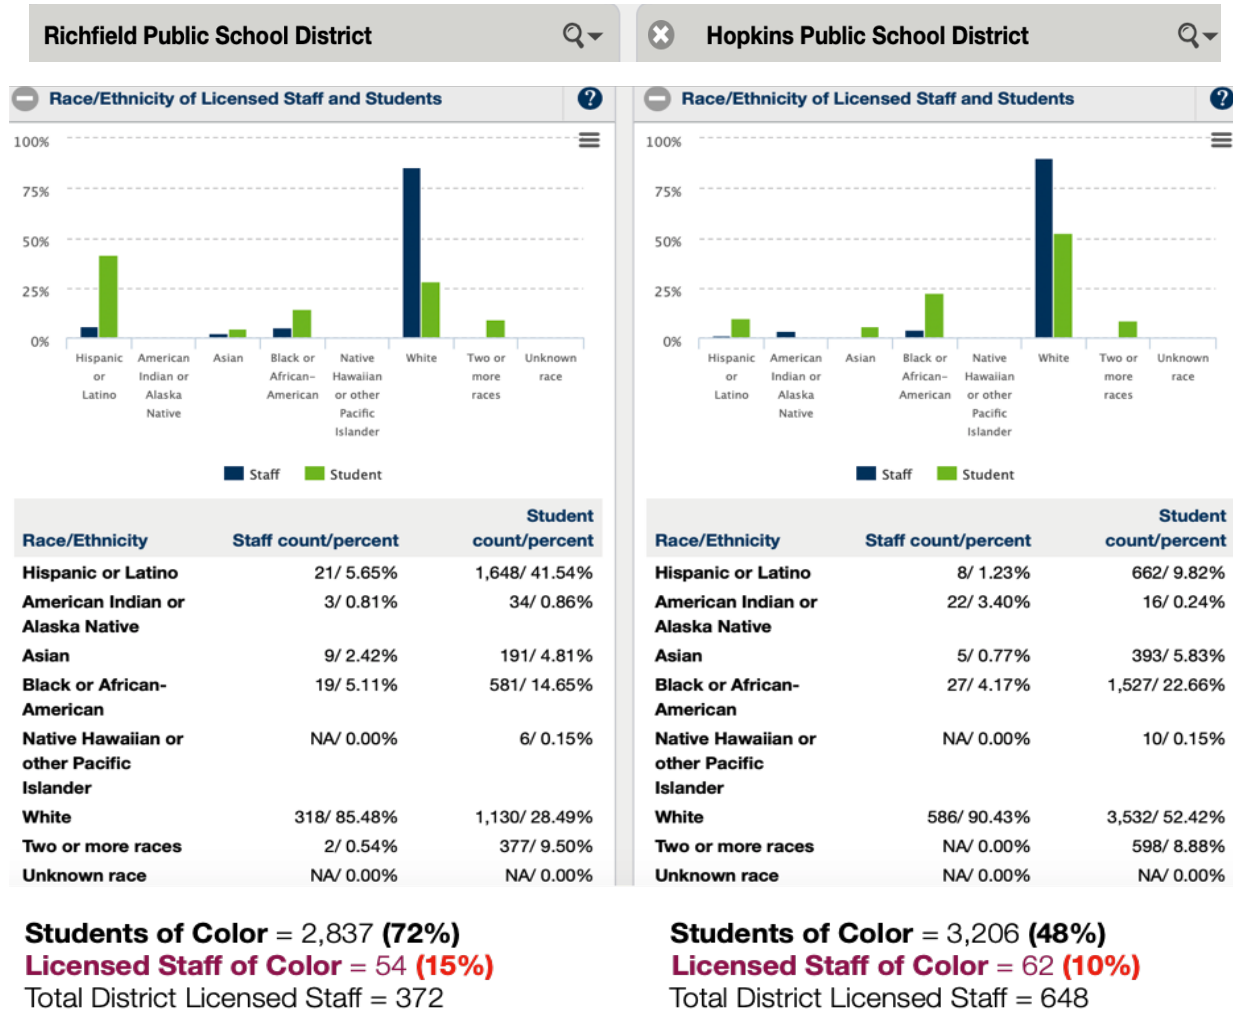 Richfield Public School District
Race/Ethnicity of Licensed Staff and Students
?
100%
75%
50%
25%
0%
Hispanic or Latino
American Indian or Alaska Native
Asian
Black or African-American
Native Hawaiian or other Pacific Islander
White
Two or more races
Unknown race
Staff
Student
Race/Ethnicity Staff count/percent Student count/percent
Hispanic or Latino 21/ 5.65% 1,648/ 41.54%
American Indian or Alaska Native 3/ 0.81% 34/ 0.86%
Asian 9/ 2.42% 191/ 4.81%
Black or African-American 19/ 5.11% 581/ 14.65%
Native Hawaiian or other Pacific Islander NA/ 0.00% 6/ 0.15%
White 318/ 85.48% 1,130/ 28.49%
Two or more races 2/ 0.54% 377/ 9.50%
Unknown race NA/ 0.00% NA/ 0.00%
Students of Color = 2,837 (72%)
Licensed Staff of Color = 54 (15%)
Total District Licensed Staff = 372
Hopkins Public School District
Race/Ethnicity of Licensed Staff and Students
?
100%
75%
50%
25%
0%
Hispanic or Latino
American Indian or Alaska Native
Asian
Black or African-American
Native Hawaiian or other Pacific Islander
White
Two or more races
Unknown race
Staff
Student
Race/Ethnicity Staff count/percent Student count/percent
Hispanic or Latino 8/ 1.23% 662/ 9.82%
American Indian or Alaska Native 22/ 3.40% 16/ 0.24%
Asian 5/ 0.77% 393/ 5.83%
Black or African-American 27/ 4.17% 1,527/ 22.66%
Native Hawaiian or other Pacific Islander NA/ 0.00% 10/ 0.15%
White 586/ 90.43% 3,532/ 52.42%
Two or more races NA/ 0.00% 598/ 8.88%
Unknown race NA/ 0.00% NA/ 0.00%
Students of Color = 3,206 (48%)
Licensed Staff of Color = 62 (10%)
Total District Licensed Staff = 648